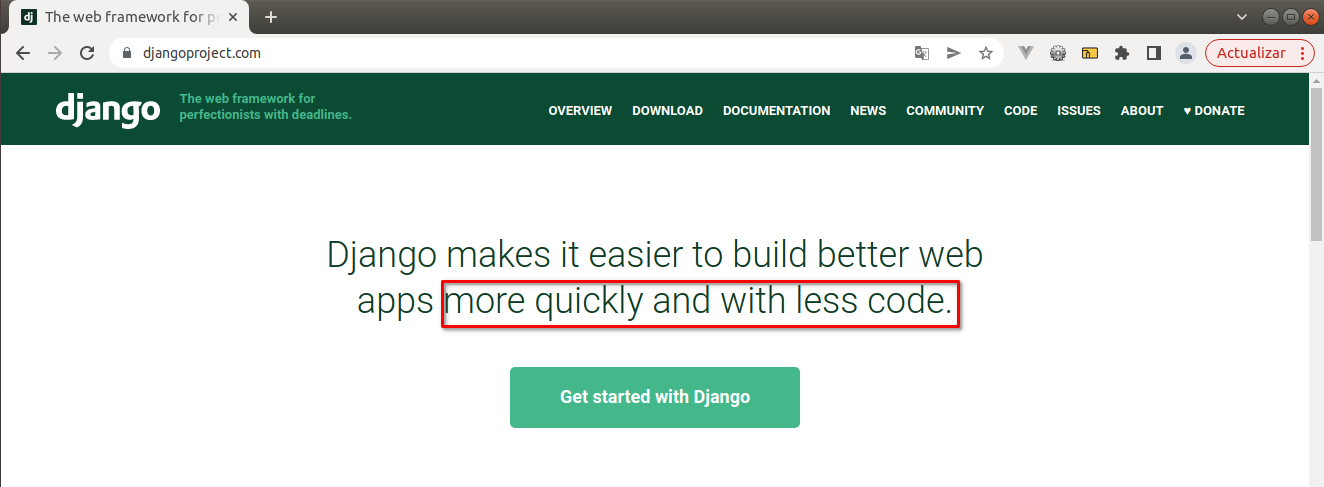 The web framework for pe
djangoproject.com
Actualizar
django
The web framework for
perfectionists with deadlines.
OVERVIEW DOWNLOAD DOCUMENTATION NEWS COMMUNITY CODE ISSUES ABOUT ♥ DONATE
Django makes it easier to build better web
apps more quickly and with less code.
Get started with Django